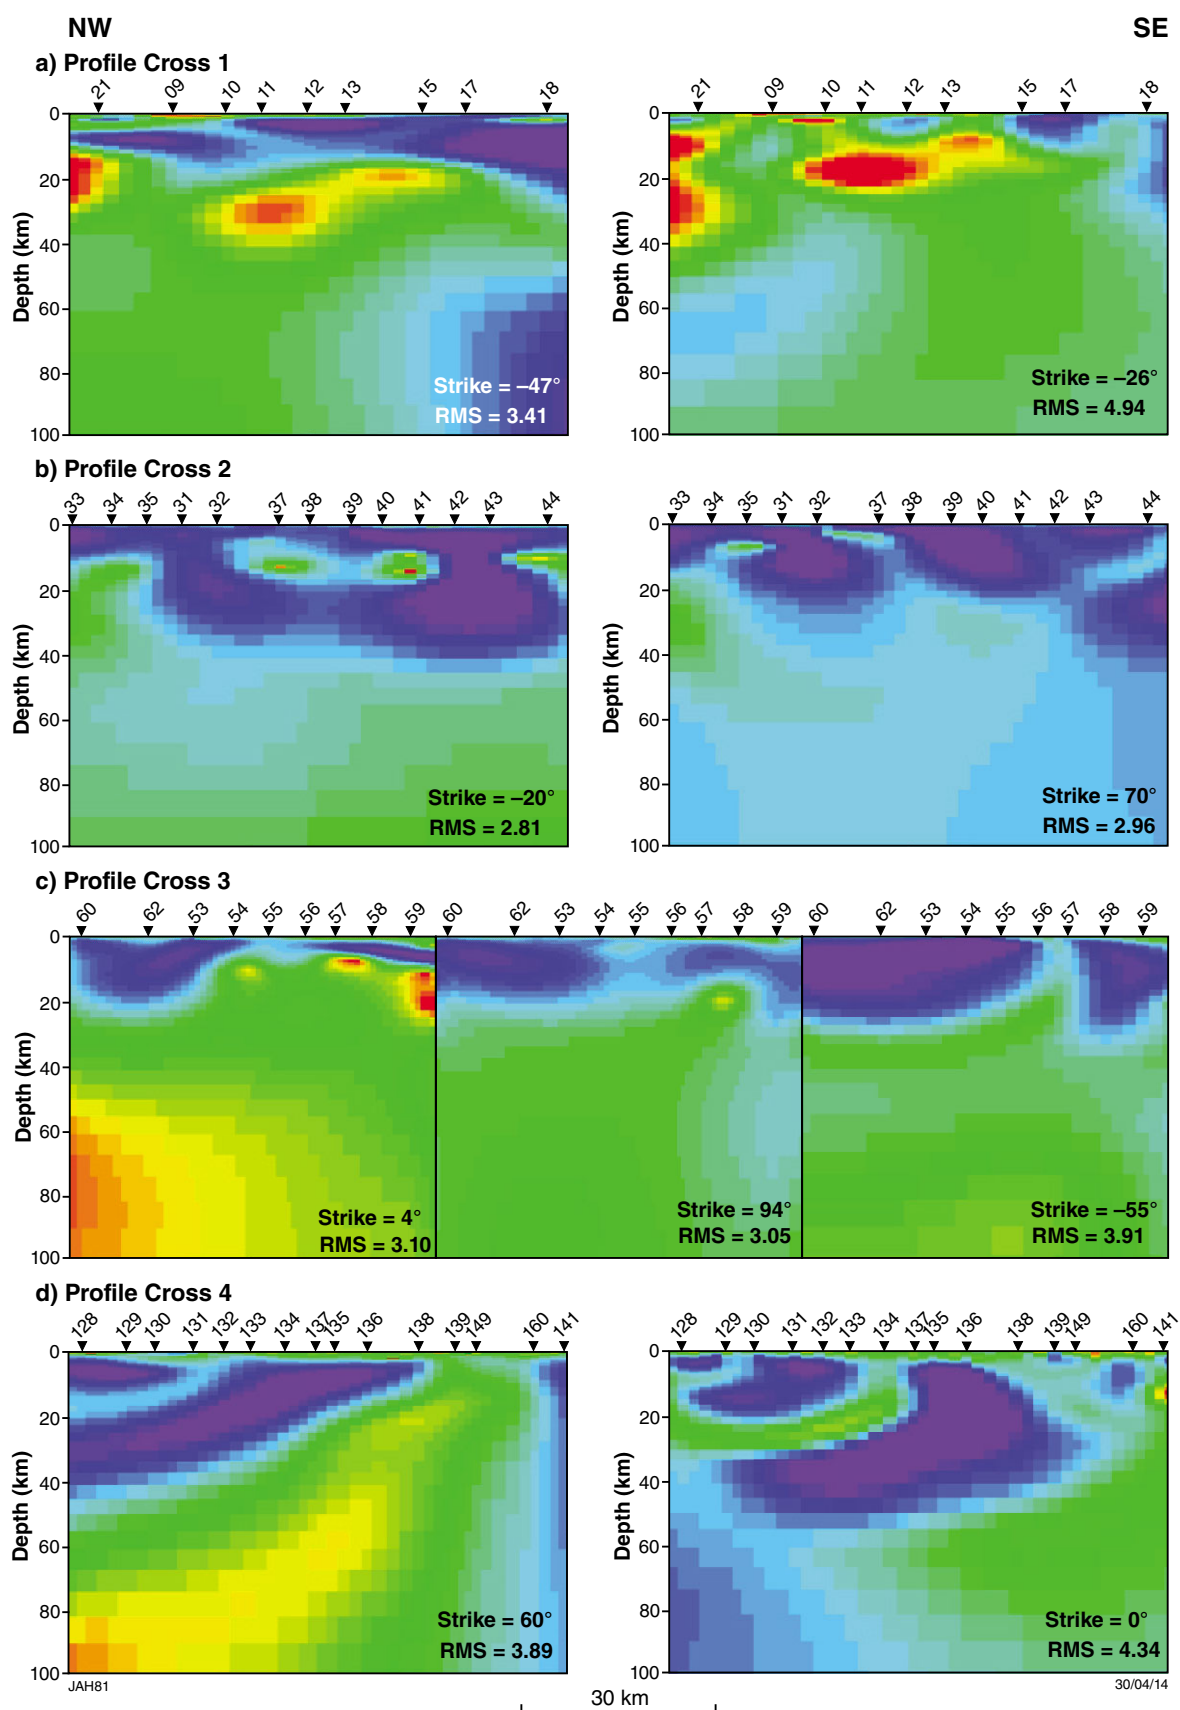 NW SE
a) Profile Cross 1
21 09 10 11 12 13 15 17 18
21 09 10 11 12 13 15 17 18
0
20
40
60
80
100
Depth (km)
Strike = –47°
RMS = 3.41
0
20
40
60
80
100
Depth (km)
Strike = –26°
RMS = 4.94
b) Profile Cross 2
33 34 35 31 32 37 38 39 40 41 42 43 44
33 34 35 31 32 37 38 39 40 41 42 43 44
0
20
40
60
80
100
Depth (km)
Strike = –20°
RMS = 2.81
0
20
40
60
80
100
Depth (km)
Strike = 70°
RMS = 2.96
c) Profile Cross 3
60 62 53 54 55 56 57 58 59
60 62 53 54 55 56 57 58 59
60 62 53 54 55 56 57 58 59
0
20
40
60
80
100
Depth (km)
Strike = 4°
RMS = 3.10
Strike = 94°
RMS = 3.05
Strike = –55°
RMS = 3.91
d) Profile Cross 4
128 129 130 131 132 133 134 137 135 136 138 139 149 160 141
128 129 130 131 132 133 134 137 135 136 138 139 149 160 141
0
20
40
60
80
100
Depth (km)
Strike = 60°
RMS = 3.89
0
20
40
60
80
100
Depth (km)
Strike = 0°
RMS = 4.34
JAH81
30/04/14
30 km